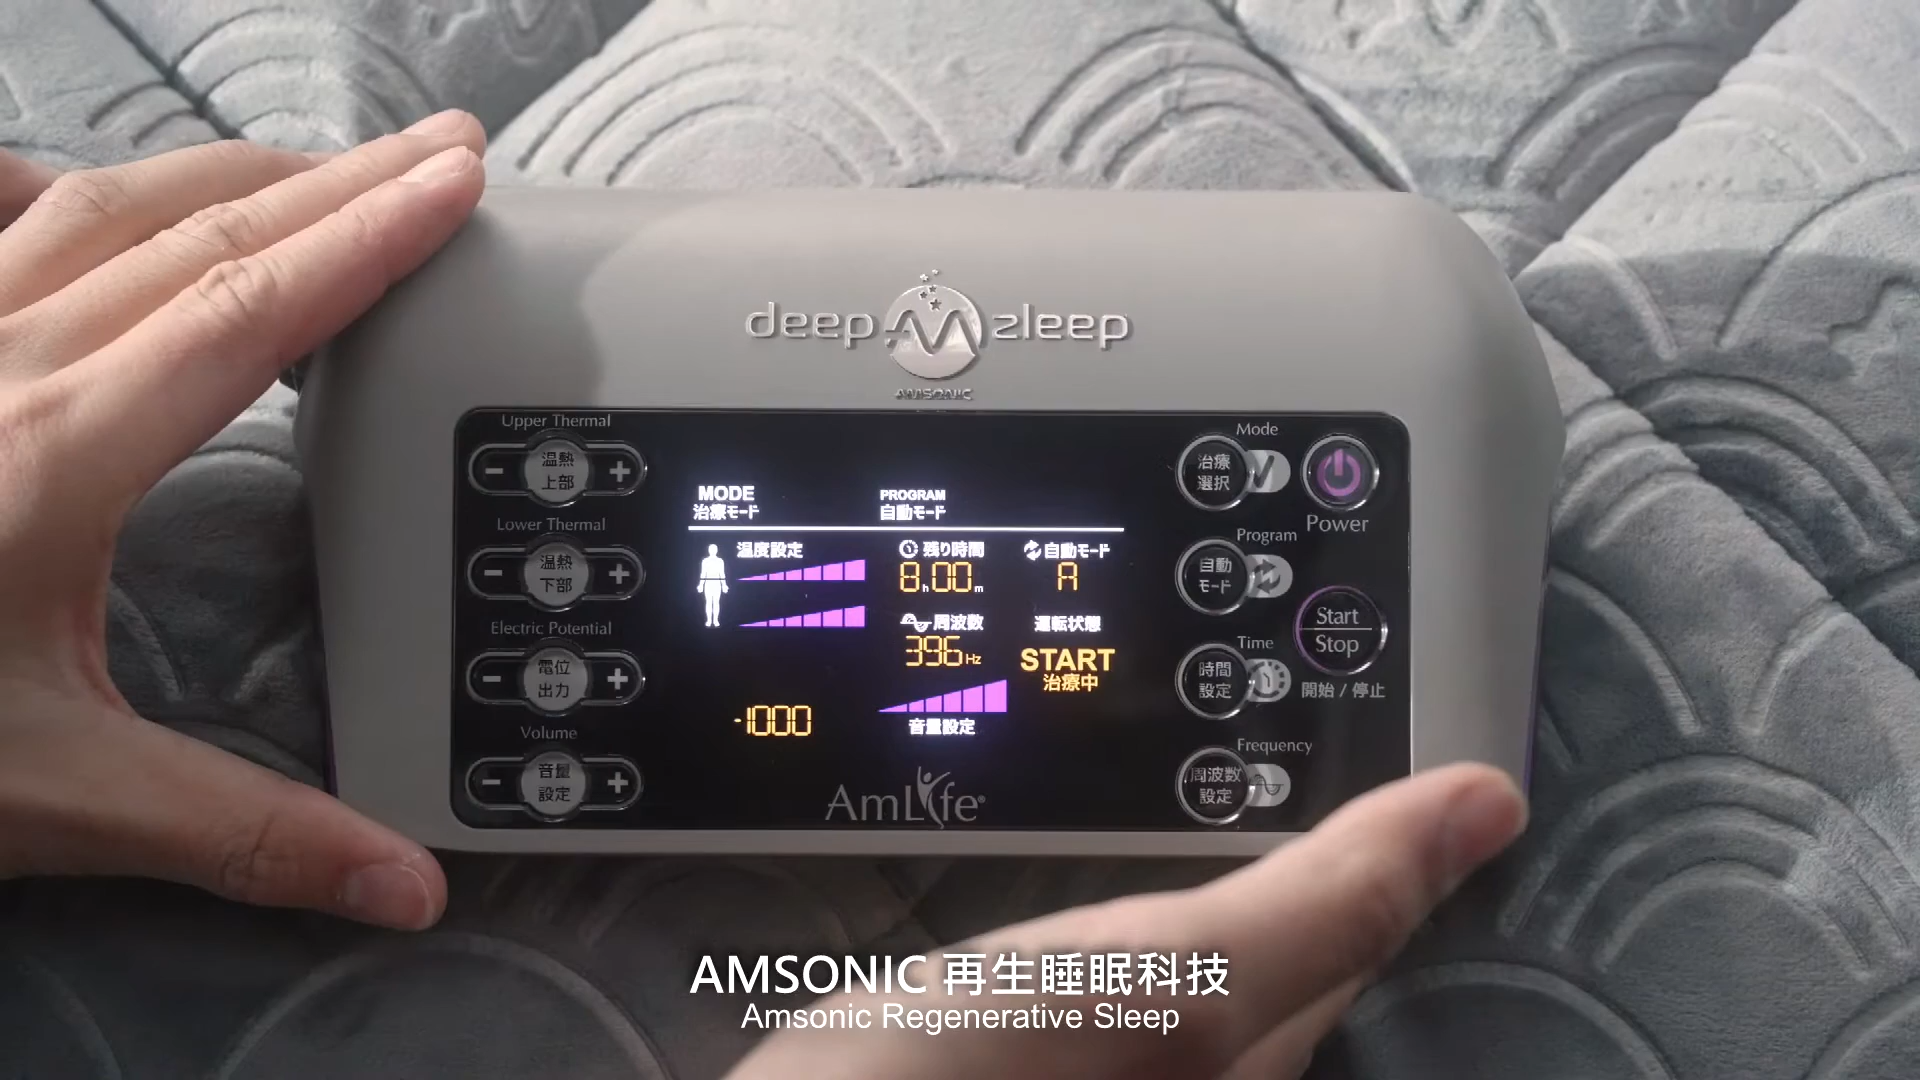 deep zleep
AMSONIC
Upper Thermal
- 温熱 上部 +
Lower Thermal
- 温熱 下部 +
Electric Potential
- 電位 出力 +
Volume
- 音量 設定 +
MODE
治療モード
PROGRAM
自動モード
温度設定
残り時間
8h00m
自動モード
A
周波数
396Hz
運転状態
START
治療中
-1000
音量設定
AmLife®
Mode
治療
選択
Power
Program
自動
モード
Start
Stop
開始 / 停止
Time
時間
設定
Frequency
周波数
設定
AMSONIC 再生睡眠科技
Amsonic Regenerative Sleep